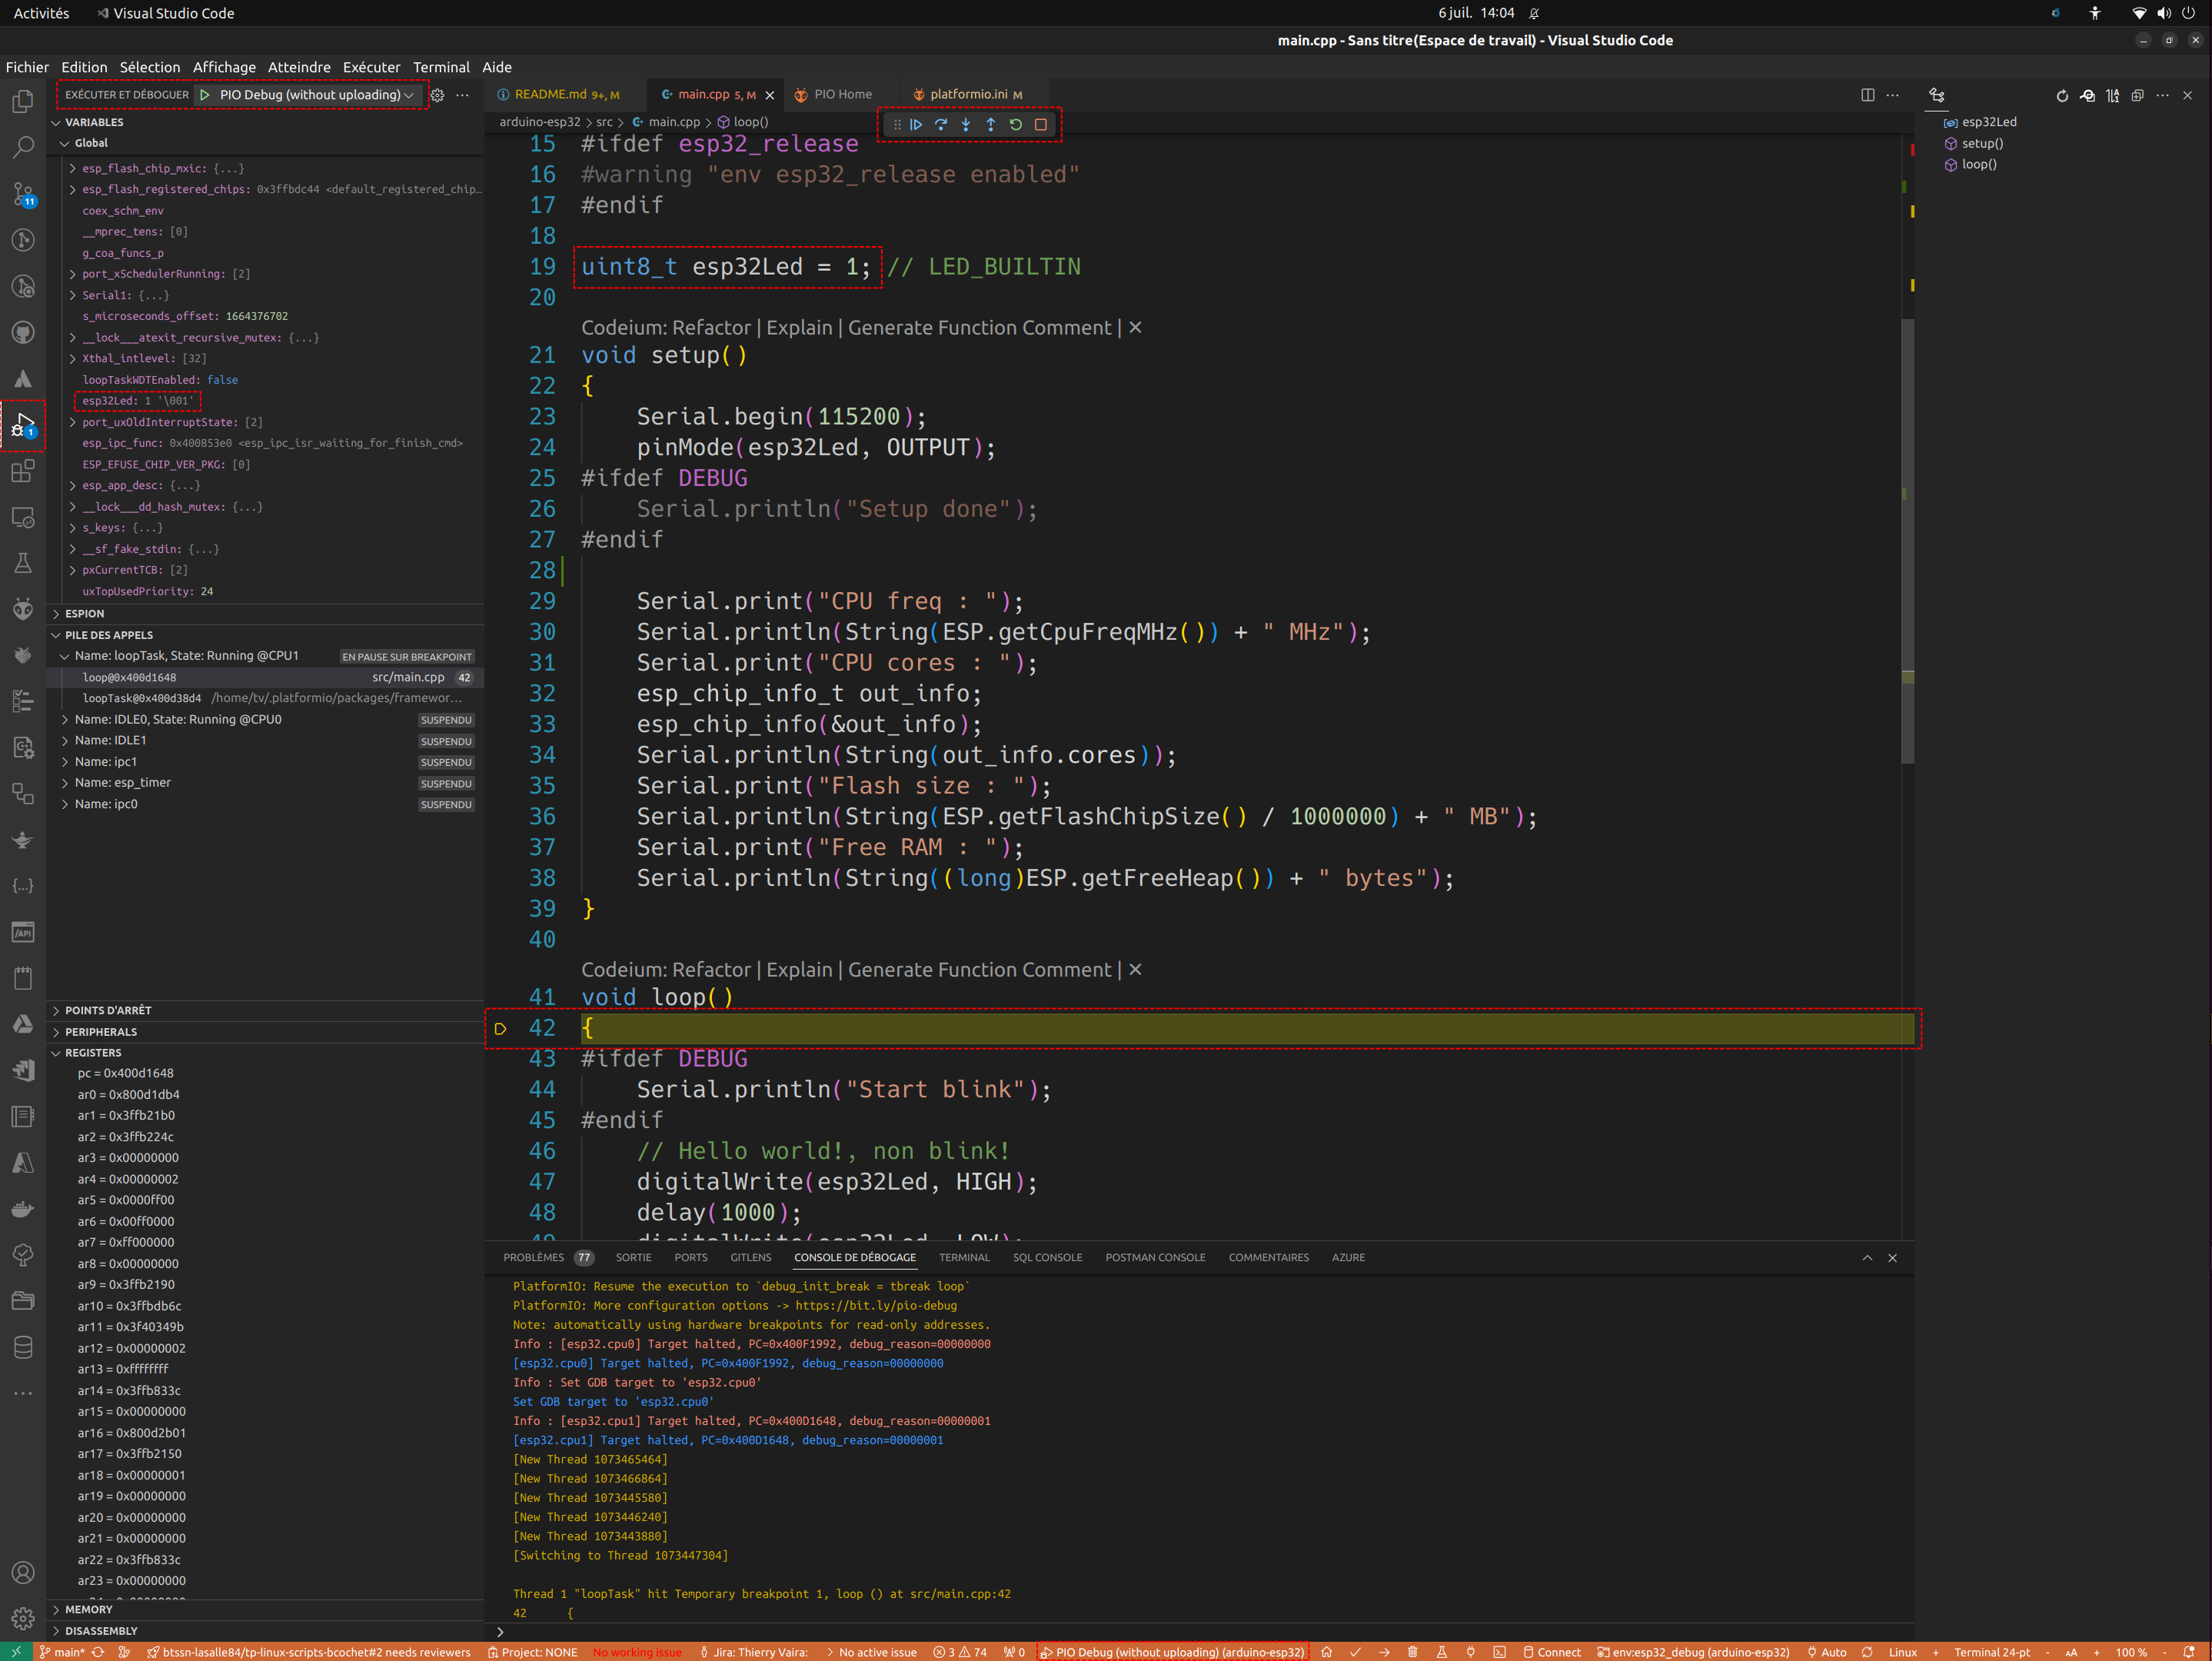 Activités Visual Studio Code 6 juil. 14:04
main.cpp - Sans titre(Espace de travail) - Visual Studio Code
Fichier Edition Sélection Affichage Atteindre Exécuter Terminal Aide
EXÉCUTER ET DÉBOGUER PIO Debug (without uploading)
VARIABLES
Global
esp_flash_chip_mxic: {...}
esp_flash_registered_chips: 0x3ffbdc44 <default_registered_chip...
coex_schm_env
__mprec_tens: [0]
g_coa_funcs_p
port_xSchedulerRunning: [2]
Serial1: {...}
s_microseconds_offset: 1664376702
__lock___atexit_recursive_mutex: {...}
Xthal_intlevel: [32]
loopTaskWDTEnabled: false
esp32Led: 1 '\001'
port_uxOldInterruptState: [2]
esp_ipc_func: 0x400853e0 <esp_ipc_isr_waiting_for_finish_cmd>
ESP_EFUSE_CHIP_VER_PKG: [0]
esp_app_desc: {...}
__lock___dd_hash_mutex: {...}
s_keys: {...}
__sf_fake_stdin: {...}
pxCurrentTCB: [2]
uxTopUsedPriority: 24
ESPION
PILE DES APPELS
Name: loopTask, State: Running @CPU1 EN PAUSE SUR BREAKPOINT
loop@0x400d1648 src/main.cpp 42
loopTask@0x400d38d4 /home/tv/.platformio/packages/framewor...
Name: IDLE0, State: Running @CPU0 SUSPENDU
Name: IDLE1 SUSPENDU
Name: ipc1 SUSPENDU
Name: esp_timer SUSPENDU
Name: ipc0 SUSPENDU
POINTS D'ARRÊT
PERIPHERALS
REGISTERS
pc = 0x400d1648
ar0 = 0x800d1db4
ar1 = 0x3ffb21b0
ar2 = 0x3ffb224c
ar3 = 0x00000000
ar4 = 0x00000002
ar5 = 0x0000ff00
ar6 = 0x00ff0000
ar7 = 0xff000000
ar8 = 0x00000000
ar9 = 0x3ffb2190
ar10 = 0x3ffbdb6c
ar11 = 0x3f40349b
ar12 = 0x00000002
ar13 = 0xffffffff
ar14 = 0x3ffb833c
ar15 = 0x00000000
ar16 = 0x800d2b01
ar17 = 0x3ffb2150
ar18 = 0x00000001
ar19 = 0x00000000
ar20 = 0x00000000
ar21 = 0x00000000
ar22 = 0x3ffb833c
ar23 = 0x00000000
MEMORY
DISASSEMBLY
11
1
README.md 9+, M main.cpp 5, M PIO Home platformio.ini M
arduino-esp32 > src > main.cpp > loop()
15 #ifdef esp32_release
16 #warning "env esp32_release enabled"
17 #endif
18
19 uint8_t esp32Led = 1; // LED_BUILTIN
20
Codeium: Refactor | Explain | Generate Function Comment | ✕
21 void setup()
22 {
23 Serial.begin(115200);
24 pinMode(esp32Led, OUTPUT);
25 #ifdef DEBUG
26 Serial.println("Setup done");
27 #endif
28
29 Serial.print("CPU freq : ");
30 Serial.println(String(ESP.getCpuFreqMHz()) + " MHz");
31 Serial.print("CPU cores : ");
32 esp_chip_info_t out_info;
33 esp_chip_info(&out_info);
34 Serial.println(String(out_info.cores));
35 Serial.print("Flash size : ");
36 Serial.println(String(ESP.getFlashChipSize() / 1000000) + " MB");
37 Serial.print("Free RAM : ");
38 Serial.println(String((long)ESP.getFreeHeap()) + " bytes");
39 }
40
Codeium: Refactor | Explain | Generate Function Comment | ✕
41 void loop()
42 {
43 #ifdef DEBUG
44 Serial.println("Start blink");
45 #endif
46 // Hello world!, non blink!
47 digitalWrite(esp32Led, HIGH);
48 delay(1000);
49 digitalWrite(esp32Led, LOW);
esp32Led
setup()
loop()
PROBLÈMES 77 SORTIE PORTS GITLENS CONSOLE DE DÉBOGAGE TERMINAL SQL CONSOLE POSTMAN CONSOLE COMMENTAIRES AZURE
PlatformIO: Resume the execution to `debug_init_break = tbreak loop`
PlatformIO: More configuration options -> https://bit.ly/pio-debug
Note: automatically using hardware breakpoints for read-only addresses.
Info : [esp32.cpu0] Target halted, PC=0x400F1992, debug_reason=00000000
[esp32.cpu0] Target halted, PC=0x400F1992, debug_reason=00000000
Info : Set GDB target to 'esp32.cpu0'
Set GDB target to 'esp32.cpu0'
Info : [esp32.cpu1] Target halted, PC=0x400D1648, debug_reason=00000001
[esp32.cpu1] Target halted, PC=0x400D1648, debug_reason=00000001
[New Thread 1073465464]
[New Thread 1073466864]
[New Thread 1073445580]
[New Thread 1073446240]
[New Thread 1073443880]
[Switching to Thread 1073447304]
Thread 1 "loopTask" hit Temporary breakpoint 1, loop () at src/main.cpp:42
42 {
main* btssn-lasalle84/tp-linux-scripts-bcochet#2 needs reviewers Project: NONE No working issue Jira: Thierry Vaira: No active issue 3 74 0 PIO Debug (without uploading) (arduino-esp32) Connect env:esp32_debug (arduino-esp32) Auto Linux + Terminal 24-pt - AA + 100 % -